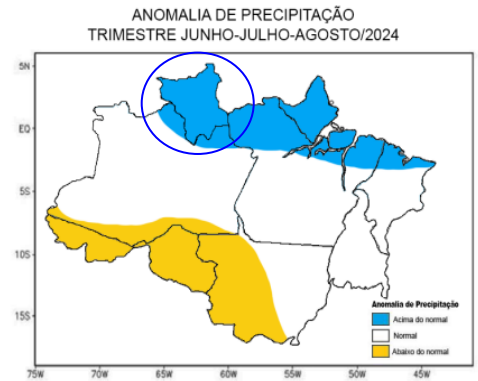 ANOMALIA DE PRECIPITAÇÃO
TRIMESTRE JUNHO-JULHO-AGOSTO/2024
5N
EQ
5S
10S
15S
75W 70W 65W 60W 55W 50W 45W
Anomalia de Precipitação
Acima do normal
Normal
Abaixo do normal